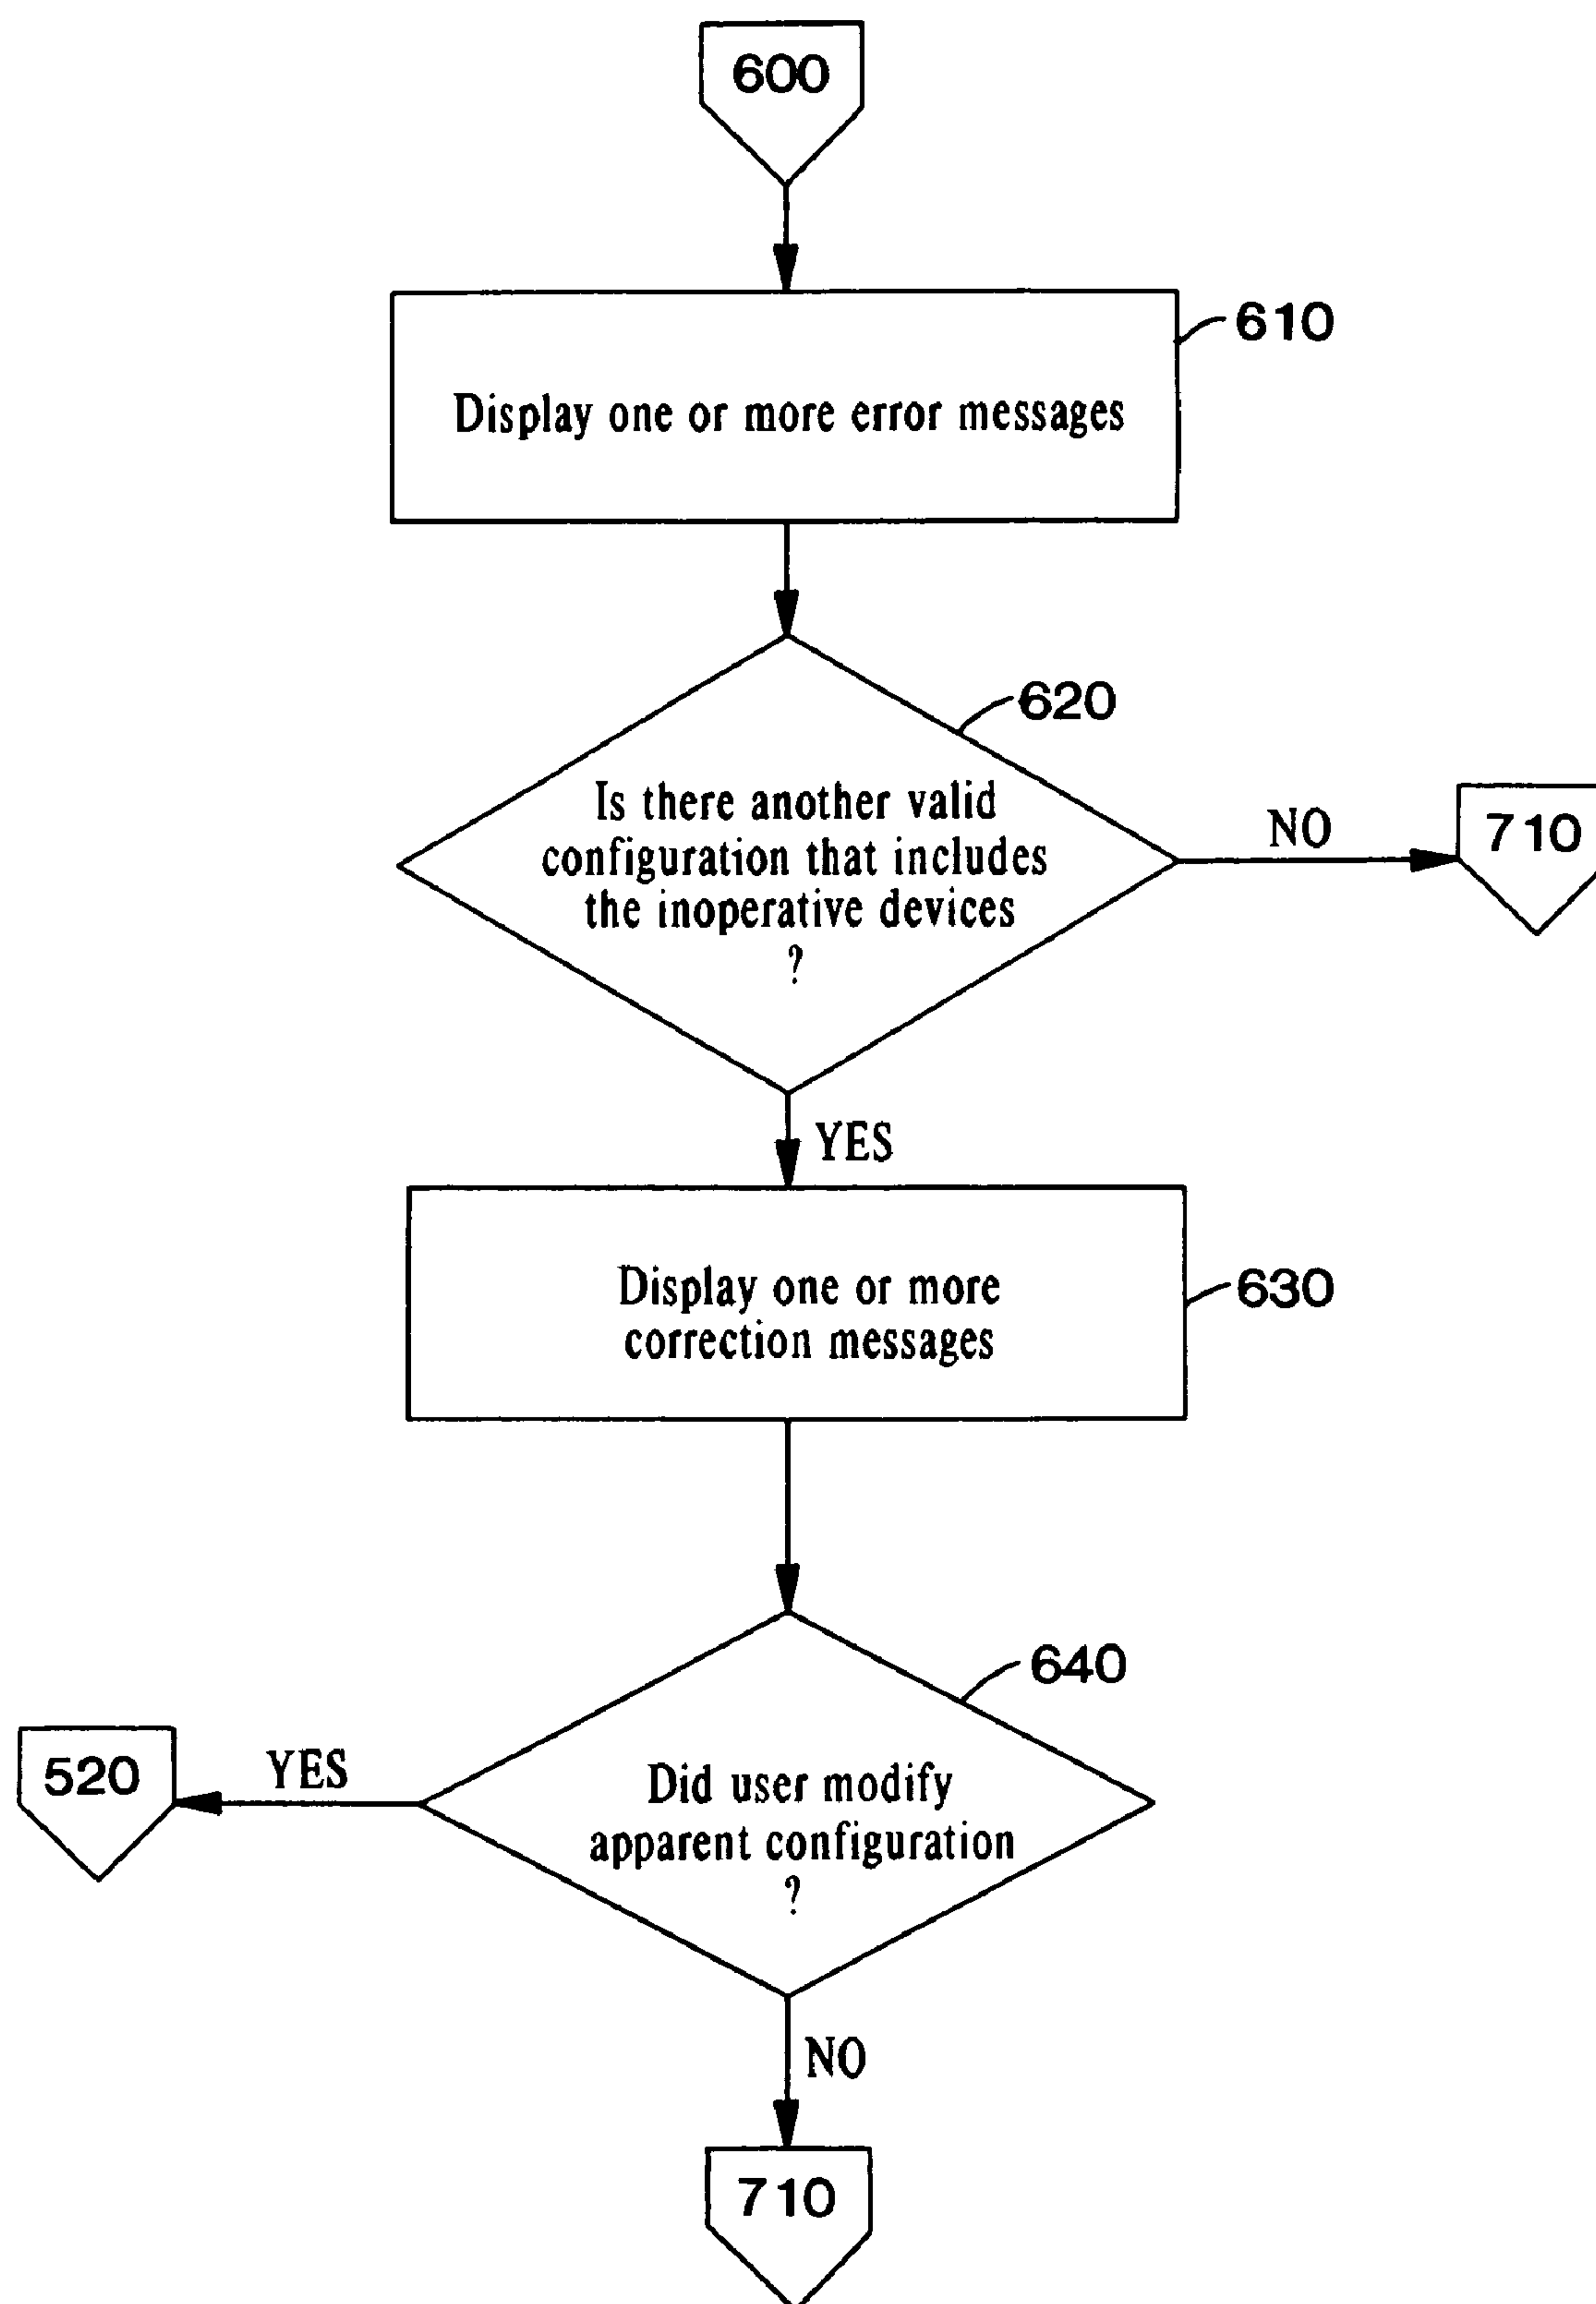 600
610
Display one or more error messages
620
Is there another valid
configuration that includes
the inoperative devices
?
NO
710
YES
Display one or more
correction messages
630
640
Did user modify
apparent configuration
?
YES
520
NO
710